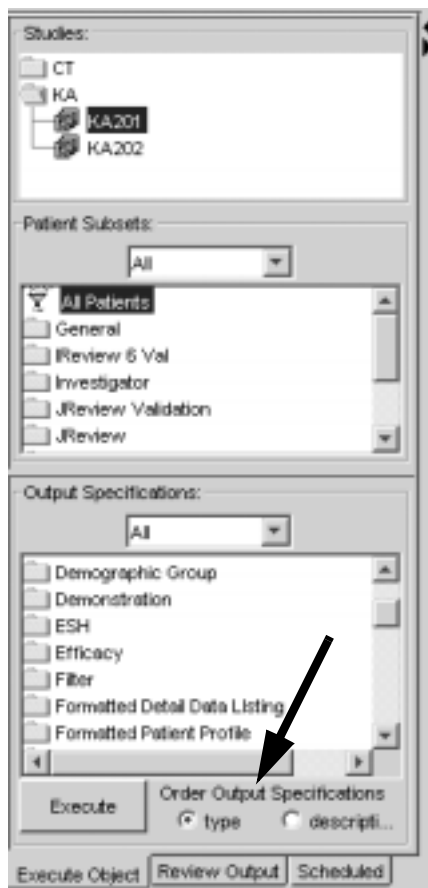 Studies:
CT
KA
KA201
KA202
Patient Subsets:
All
All Patients
General
IReview 6 Val
Investigator
JReview Validation
JReview
Output Specifications:
All
Demographic Group
Demonstration
ESH
Efficacy
Filter
Formatted Detail Data Listing
Formatted Patient Profile
Execute
Order Output Specifications
type descripti...
Execute Object Review Output Scheduled